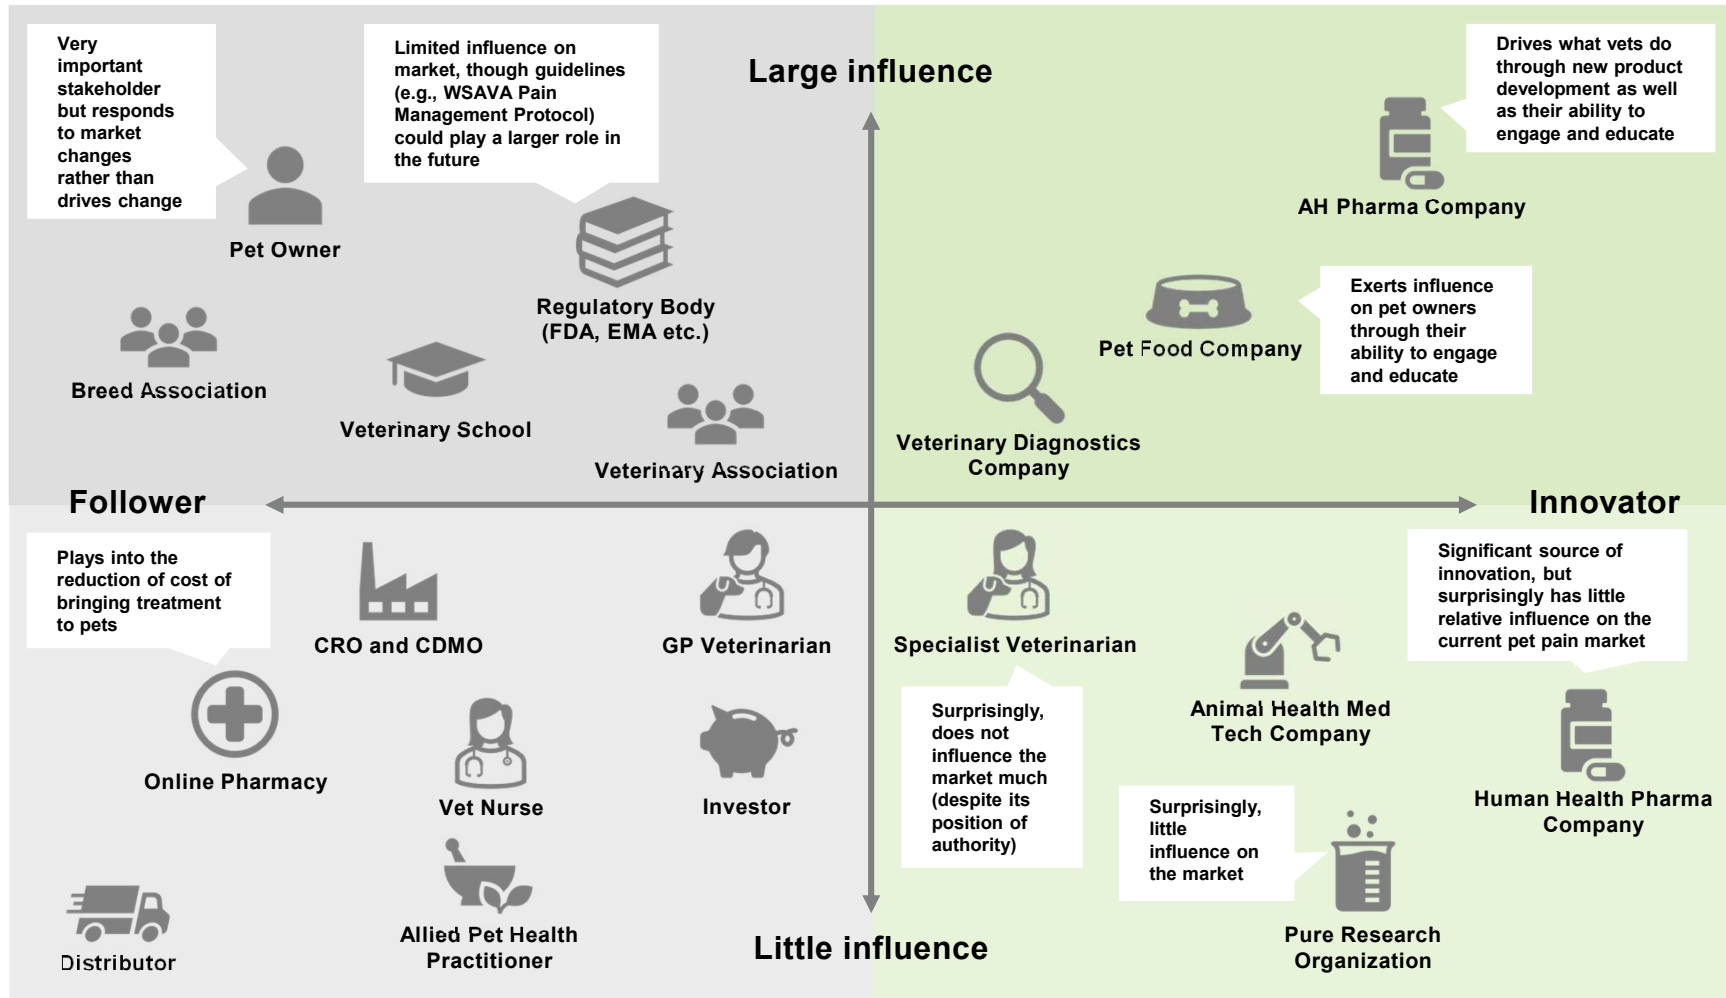 Very
important
stakeholder
but responds
to market
changes
rather than
drives change
Limited influence on
market, though guidelines
(e.g., WSAVA Pain
Management Protocol)
could play a larger role in
the future
Large influence
Drives what vets do
through new product
development as well
as their ability to
engage and educate
Pet Owner
AH Pharma Company
Regulatory Body
(FDA, EMA etc.)
Exerts influence
on pet owners
through their
ability to engage
and educate
Pet Food Company
Breed Association
Veterinary School
Veterinary Association
Veterinary Diagnostics
Company
Follower
Innovator
Plays into the
reduction of cost of
bringing treatment
to pets
CRO and CDMO
GP Veterinarian
Specialist Veterinarian
Significant source of
innovation, but
surprisingly has little
relative influence on the
current pet pain market
Online Pharmacy
Vet Nurse
Investor
Surprisingly,
does not
influence the
market much
(despite its
position of
authority)
Animal Health Med
Tech Company
Human Health Pharma
Company
Surprisingly,
little
influence on
the market
Distributor
Allied Pet Health
Practitioner
Little influence
Pure Research
Organization